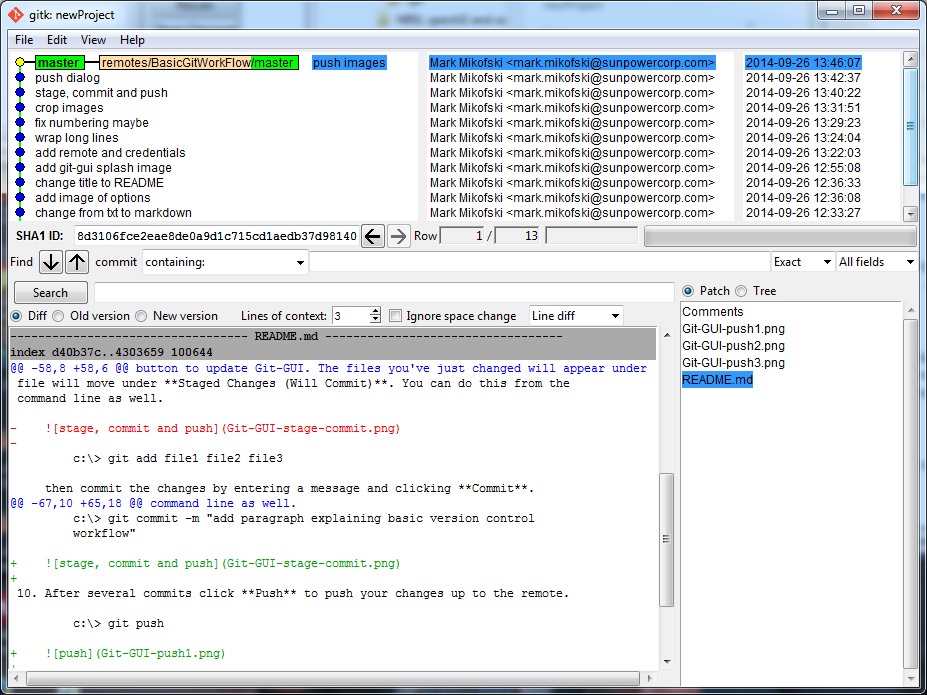 gitk: newProject
File Edit View Help
master remotes/BasicGitWorkFlow/master push images Mark Mikofski <mark.mikofski@sunpowercorp.com> 2014-09-26 13:46:07
push dialog Mark Mikofski <mark.mikofski@sunpowercorp.com> 2014-09-26 13:42:37
stage, commit and push Mark Mikofski <mark.mikofski@sunpowercorp.com> 2014-09-26 13:40:22
crop images Mark Mikofski <mark.mikofski@sunpowercorp.com> 2014-09-26 13:31:51
fix numbering maybe Mark Mikofski <mark.mikofski@sunpowercorp.com> 2014-09-26 13:29:23
wrap long lines Mark Mikofski <mark.mikofski@sunpowercorp.com> 2014-09-26 13:24:04
add remote and credentials Mark Mikofski <mark.mikofski@sunpowercorp.com> 2014-09-26 13:22:03
add git-gui splash image Mark Mikofski <mark.mikofski@sunpowercorp.com> 2014-09-26 12:55:08
change title to README Mark Mikofski <mark.mikofski@sunpowercorp.com> 2014-09-26 12:36:33
add image of options Mark Mikofski <mark.mikofski@sunpowercorp.com> 2014-09-26 12:36:08
change from txt to markdown Mark Mikofski <mark.mikofski@sunpowercorp.com> 2014-09-26 12:33:27
SHA1 ID: 8d3106fce2eae8de0a9d1c715cd1aedb37d98140 Row 1 / 13
Find commit containing: Exact All fields
Search
Diff Old version New version Lines of context: 3 Ignore space change Line diff
-------------------------------- README.md --------------------------------
index d40b37c..4303659 100644
@@ -58,8 +58,6 @@ button to update Git-GUI. The files you've just changed will appear under
file will move under **Staged Changes (Will Commit)**. You can do this from the
command line as well.
- ![stage, commit and push](Git-GUI-stage-commit.png)
-
c:\> git add file1 file2 file3
then commit the changes by entering a message and clicking **Commit**.
@@ -67,10 +65,18 @@ command line as well.
c:\> git commit -m "add paragraph explaining basic version control
workflow"
+ ![stage, commit and push](Git-GUI-stage-commit.png)
+
10. After several commits click **Push** to push your changes up to the remote.
c:\> git push
+ ![push](Git-GUI-push1.png)
Patch Tree
Comments
Git-GUI-push1.png
Git-GUI-push2.png
Git-GUI-push3.png
README.md